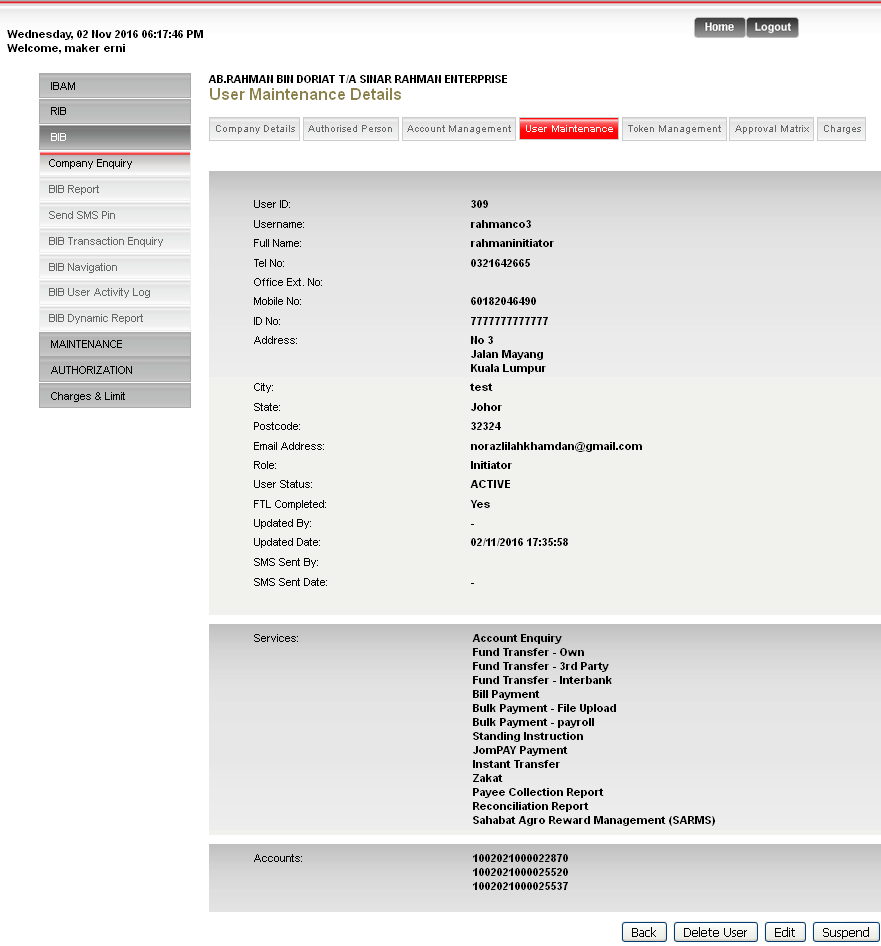 Wednesday, 02 Nov 2016 06:17:46 PM
Welcome, maker erni
Home
Logout
IBAM
RIB
BIB
Company Enquiry
BIB Report
Send SMS Pin
BIB Transaction Enquiry
BIB Navigation
BIB User Activity Log
BIB Dynamic Report
MAINTENANCE
AUTHORIZATION
Charges & Limit
AB.RAHMAN BIN DORIAT T/A SINAR RAHMAN ENTERPRISE
User Maintenance Details
Company Details
Authorised Person
Account Management
User Maintenance
Token Management
Approval Matrix
Charges
User ID: 309
Username: rahmanco3
Full Name: rahmaninitiator
Tel No: 0321642665
Office Ext. No:
Mobile No: 60182046490
ID No: 7777777777777
Address: No 3
Jalan Mayang
Kuala Lumpur
City: test
State: Johor
Postcode: 32324
Email Address: norazlilahkhamdan@gmail.com
Role: Initiator
User Status: ACTIVE
FTL Completed: Yes
Updated By: -
Updated Date: 02/11/2016 17:35:58
SMS Sent By:
SMS Sent Date: -
Services: Account Enquiry
Fund Transfer - Own
Fund Transfer - 3rd Party
Fund Transfer - Interbank
Bill Payment
Bulk Payment - File Upload
Bulk Payment - payroll
Standing Instruction
JomPAY Payment
Instant Transfer
Zakat
Payee Collection Report
Reconciliation Report
Sahabat Agro Reward Management (SARMS)
Accounts: 1002021000022870
1002021000025520
1002021000025537
Back
Delete User
Edit
Suspend